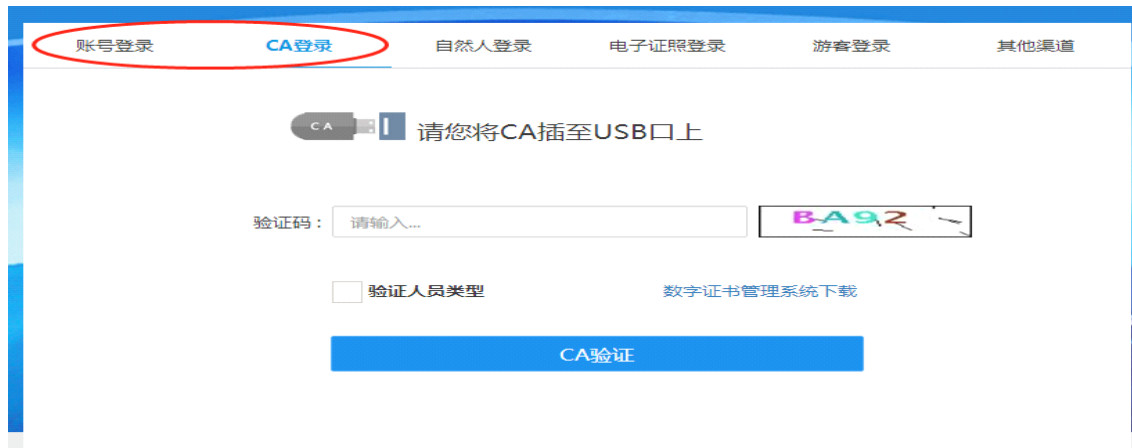 账号登录 CA登录 自然人登录 电子证照登录 游客登录 其他渠道
CA 请您将CA插至USB口上
验证码： 请输入... BA92
验证人员类型 数字证书管理系统下载
CA验证